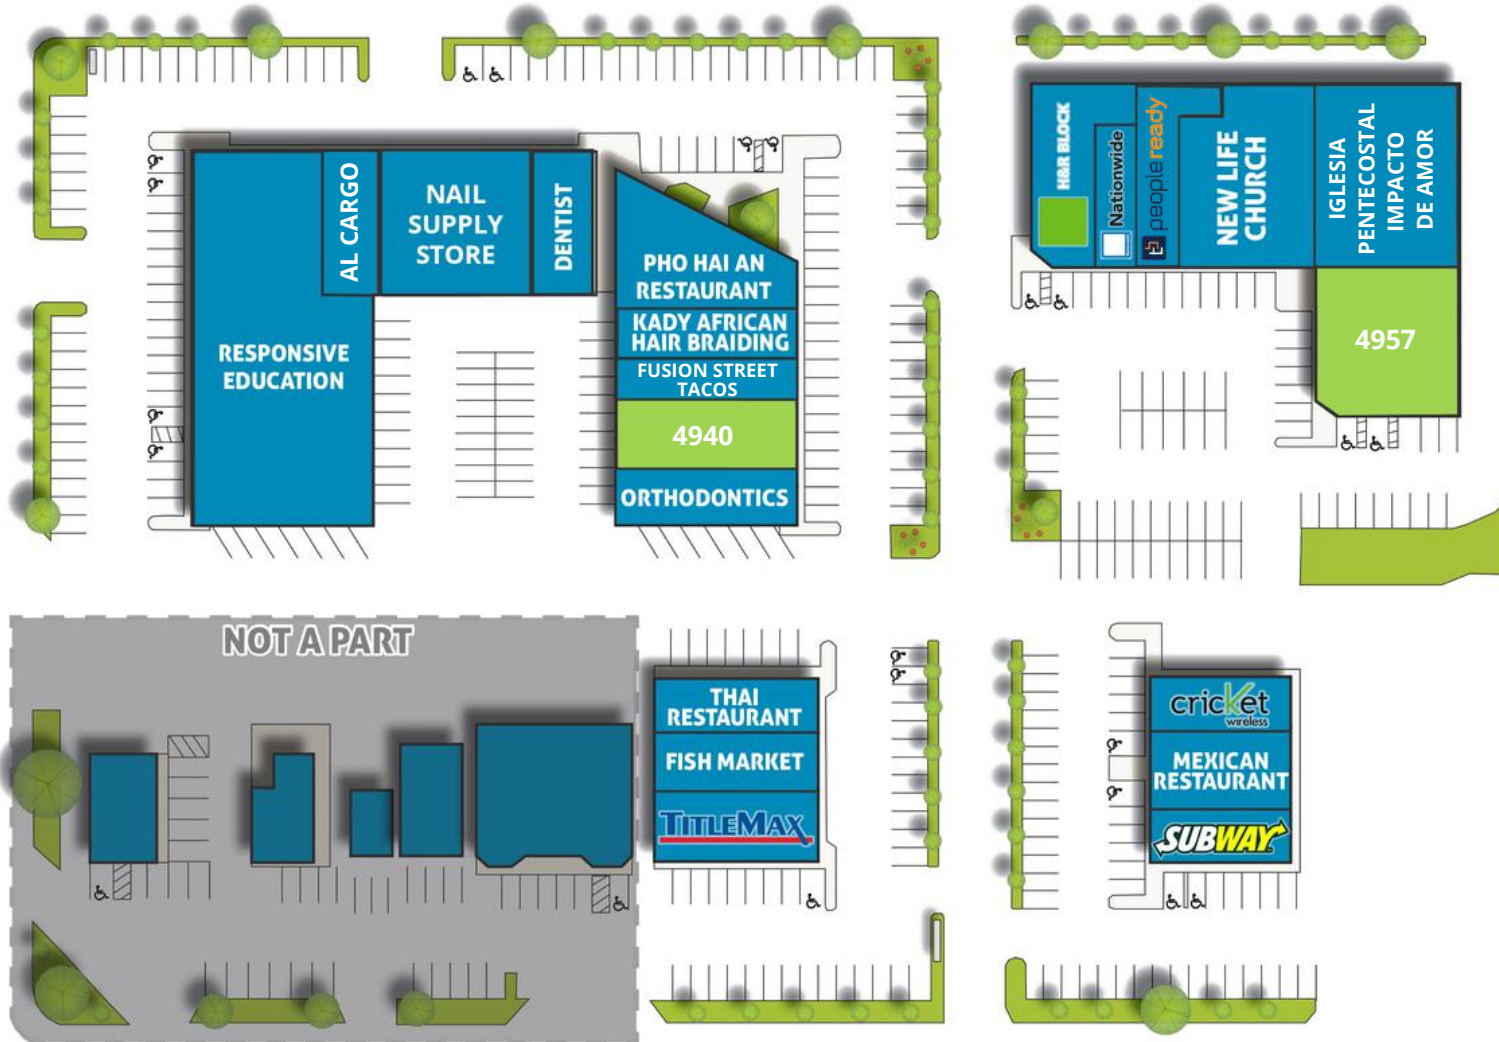 AL CARGO
NAIL
SUPPLY
STORE
DENTIST
RESPONSIVE
EDUCATION
PHO HAI AN
RESTAURANT
KADY AFRICAN
HAIR BRAIDING
FUSION STREET
TACOS
4940
ORTHODONTICS
H&R BLOCK
Nationwide
peopleready
NEW LIFE
CHURCH
IGLESIA
PENTECOSTAL
IMPACTO
DE AMOR
4957
NOT A PART
THAI
RESTAURANT
FISH MARKET
TITLEMAX
cricket
wireless
MEXICAN
RESTAURANT
SUBWAY